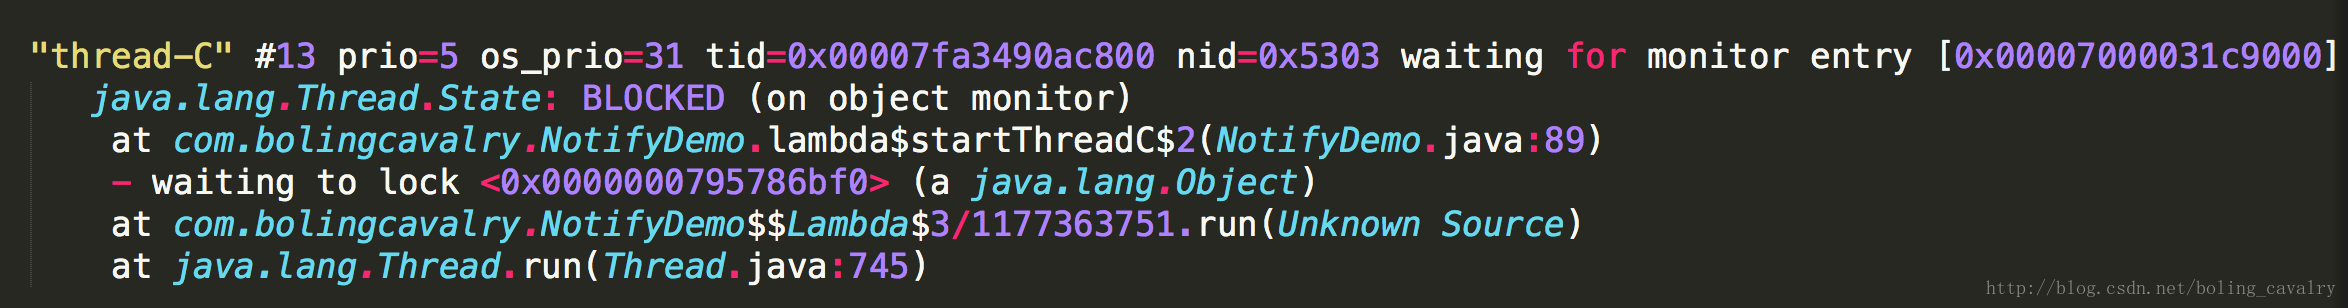 "thread-C" #13 prio=5 os_prio=31 tid=0x00007fa3490ac800 nid=0x5303 waiting for monitor entry [0x00007000031c9000]
java.lang.Thread.State: BLOCKED (on object monitor)
at com.bolingcavalry.NotifyDemo.lambda$startThreadC$2(NotifyDemo.java:89)
- waiting to lock <0x0000000795786bf0> (a java.lang.Object)
at com.bolingcavalry.NotifyDemo$$Lambda$3/1177363751.run(Unknown Source)
at java.lang.Thread.run(Thread.java:745)
http://blog.csdn.net/boling_cavalry